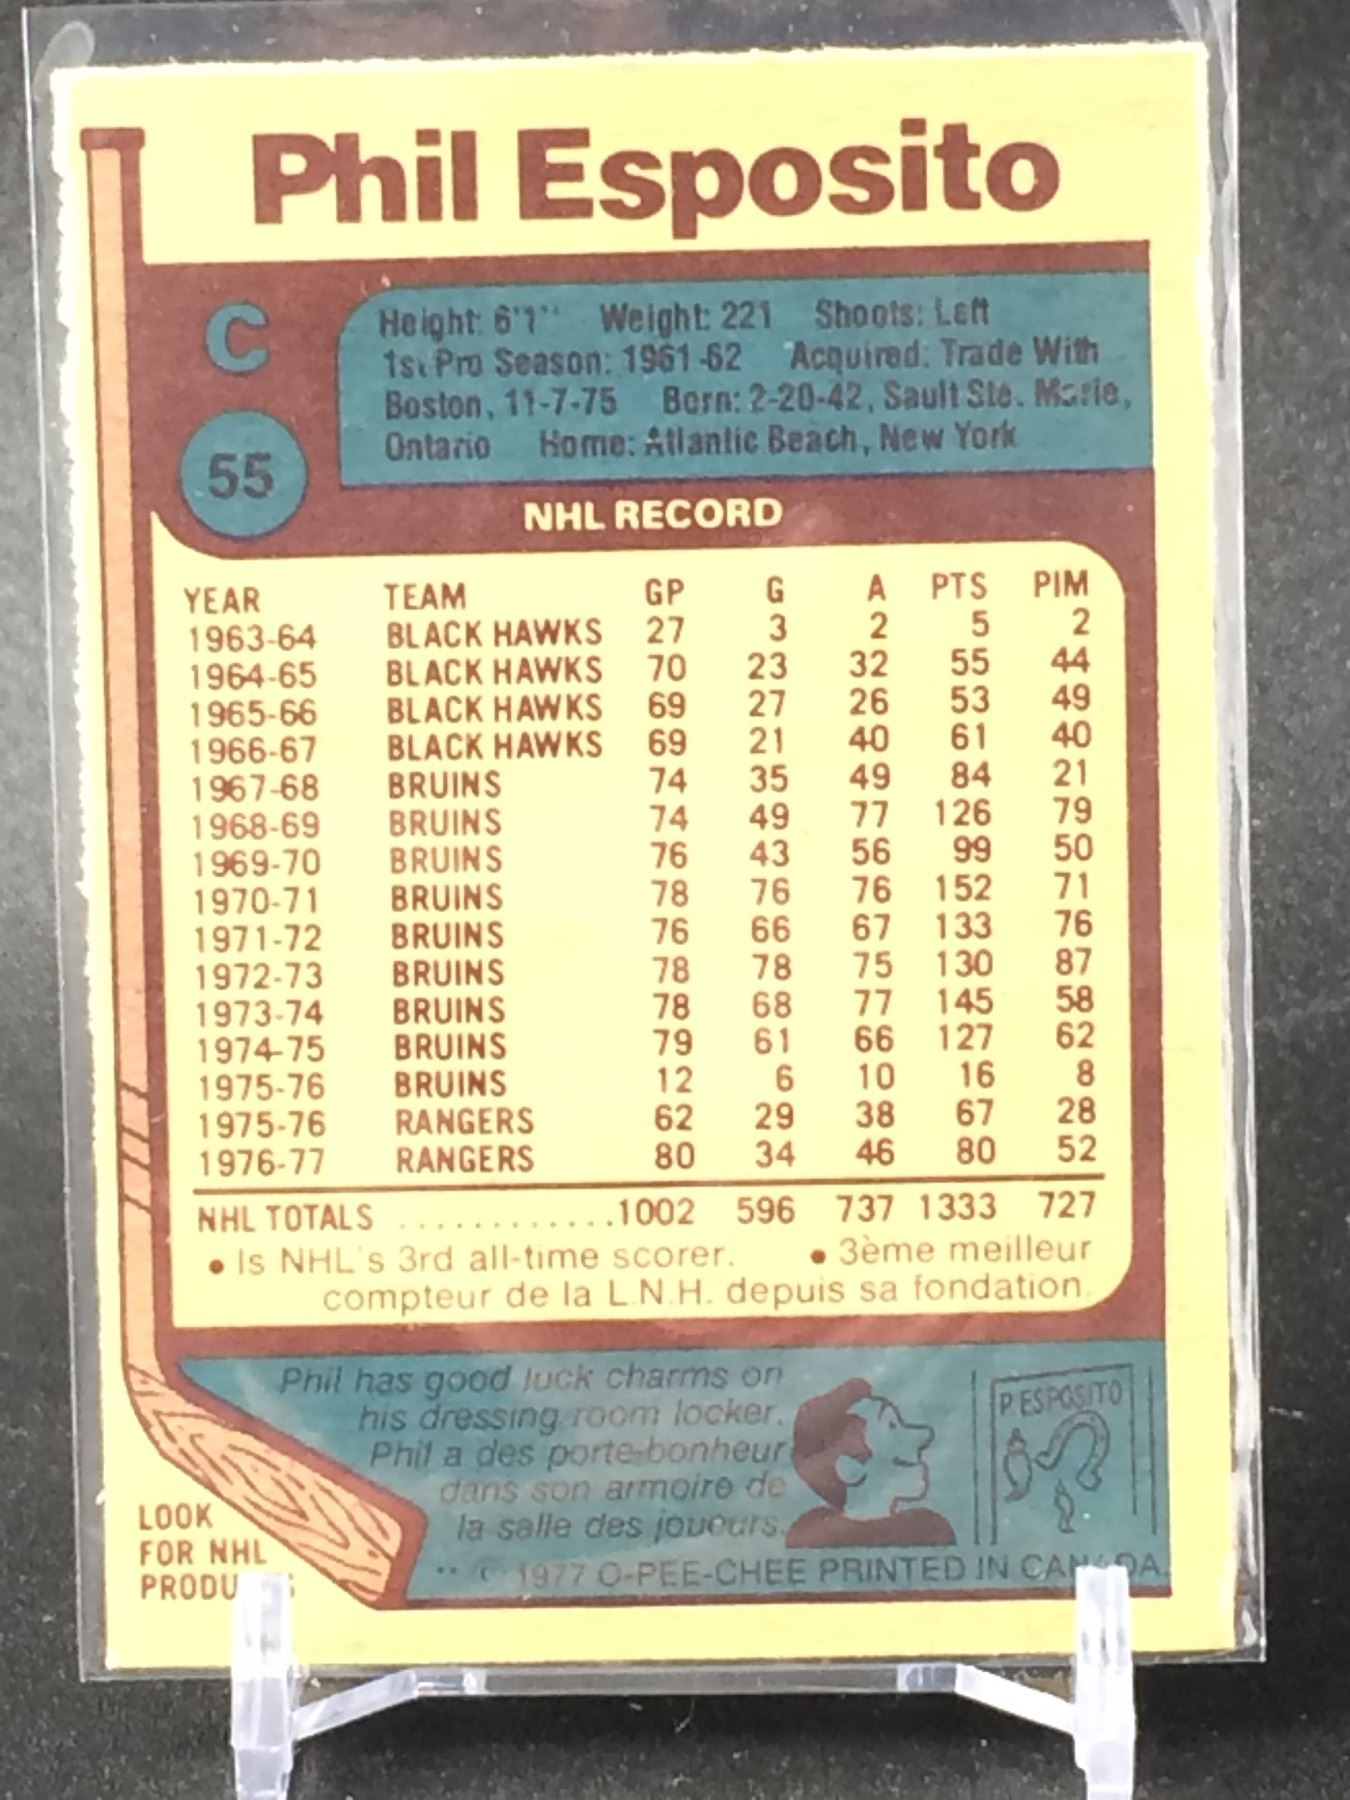 Phil Esposito
C
55
Height: 6'1" Weight: 221 Shoots: Left
1st Pro Season: 1961-62 Acquired: Trade With
Boston, 11-7-75 Born: 2-20-42, Sault Ste. Marie,
Ontario Home: Atlantic Beach, New York
NHL RECORD
YEAR TEAM GP G A PTS PIM
1963-64 BLACK HAWKS 27 3 2 5 2
1964-65 BLACK HAWKS 70 23 32 55 44
1965-66 BLACK HAWKS 69 27 26 53 49
1966-67 BLACK HAWKS 69 21 40 61 40
1967-68 BRUINS 74 35 49 84 21
1968-69 BRUINS 74 49 77 126 79
1969-70 BRUINS 76 43 56 99 50
1970-71 BRUINS 78 76 76 152 71
1971-72 BRUINS 76 66 67 133 76
1972-73 BRUINS 78 78 75 130 87
1973-74 BRUINS 78 68 77 145 58
1974-75 BRUINS 79 61 66 127 62
1975-76 BRUINS 12 6 10 16 8
1975-76 RANGERS 62 29 38 67 28
1976-77 RANGERS 80 34 46 80 52
NHL TOTALS .............1002 596 737 1333 727
• Is NHL's 3rd all-time scorer. • 3ème meilleur
compteur de la L.N.H. depuis sa fondation.
Phil has good luck charms on
his dressing room locker.
Phil a des porte-bonheur
dans son armoire de
la salle des joueurs.
P. ESPOSITO
LOOK
FOR NHL
PRODUCTS
** © 1977 O-PEE-CHEE PRINTED IN CANADA